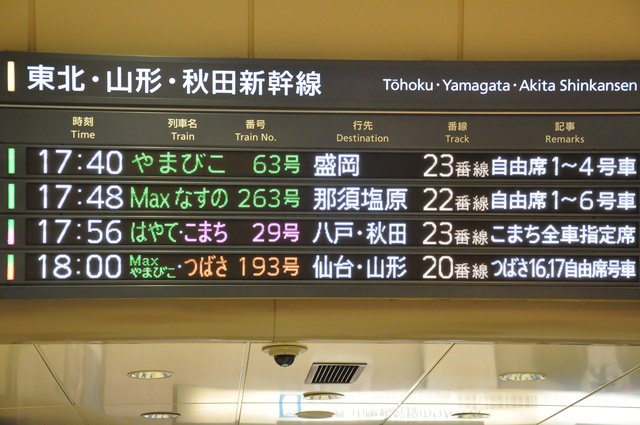 東北・山形・秋田新幹線 Tōhoku・Yamagata・Akita Shinkansen
時刻 列車名 番号 行先 番線 記事
Time Train Train No. Destination Track Remarks
17:40 やまびこ 63号 盛岡 23番線 自由席1~4号車
17:48 Maxなすの 263号 那須塩原 22番線 自由席1~6号車
17:56 はやて・こまち 29号 八戸・秋田 23番線 こまち全車指定席
18:00 Maxやまびこ・つばさ 193号 仙台・山形 20番線 つばさ16,17自由席号車